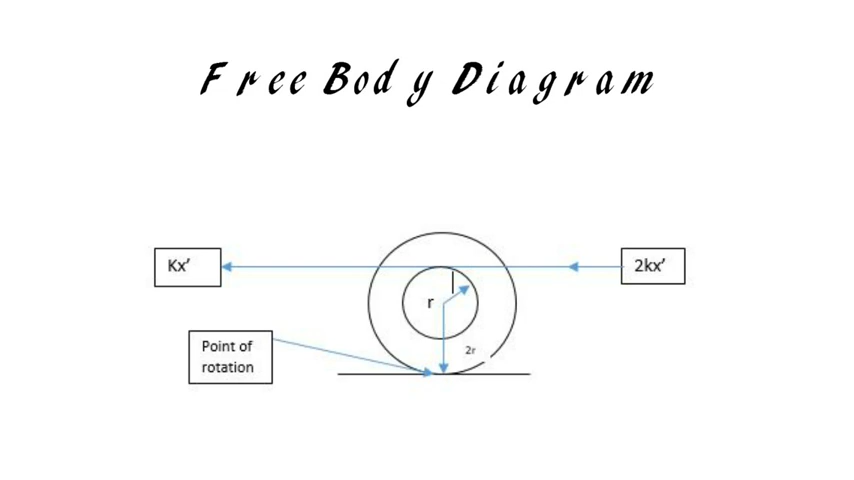 Free Body Diagram
Kx'
2kx'
r
2r
Point of
rotation